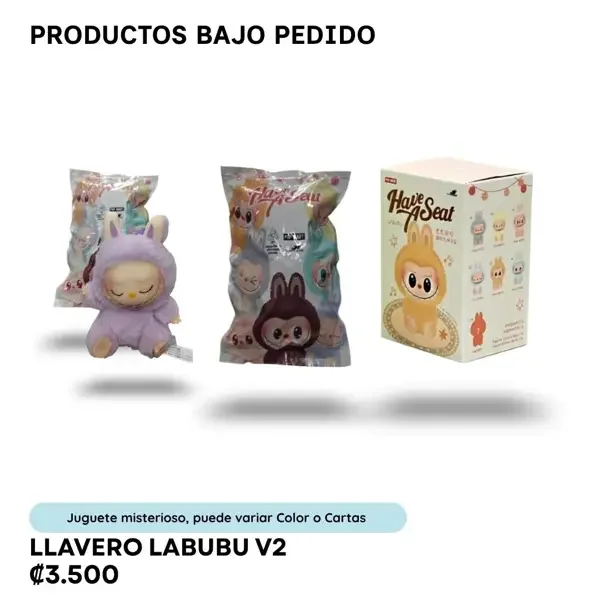 PRODUCTOS BAJO PEDIDO
Have
A Seat
Have
A Seat
Juguete misterioso, puede variar Color o Cartas
LLAVERO LABUBU V2
₡3.500